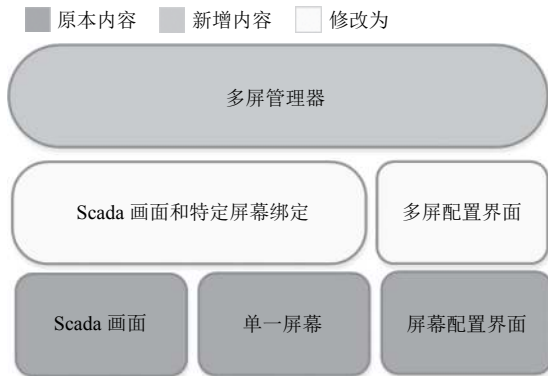 原本内容 新增内容 修改为
多屏管理器
Scada 画面和特定屏幕绑定 多屏配置界面
Scada 画面 单一屏幕 屏幕配置界面